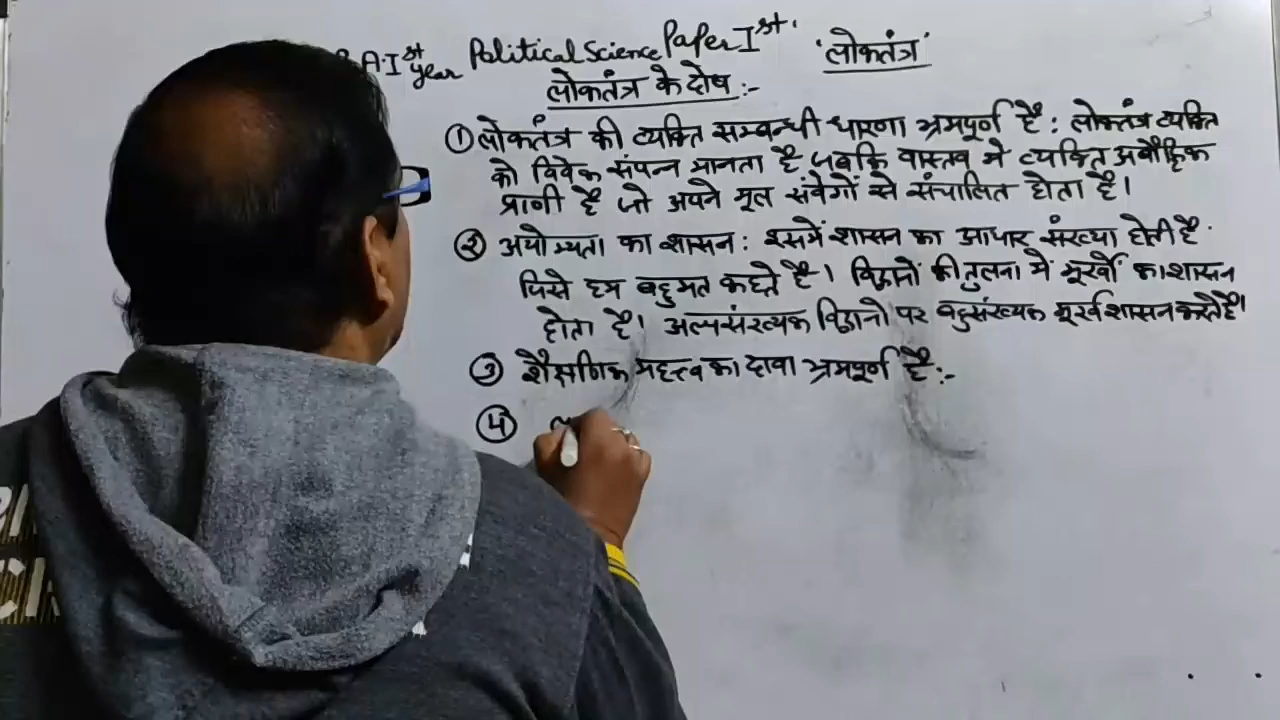 A. Ist year Political Science Paper Ist. 'लोकतंत्र'
लोकतंत्र के दोष :-
① लोकतंत्र की व्यक्ति सम्बन्धी धारणा भ्रमपूर्ण है : लोकतंत्र व्यक्ति
को विवेक संपन्न मानता है जबकि वास्तव मे व्यक्ति अबौद्धिक
प्राणी है जो अपने मूल संवेगों से संचालित होता है।
② अयोग्यता का शासन : इसमें शासन का आधार संख्या होती है.
जिसे हम बहुमत कहते है। विद्वानों की तुलना में मूर्खों का शासन
होता है। अल्पसंख्यक विद्वानो पर बहुसंख्यक मूर्ख शासन करते है।
③ शैक्षणिक महत्त्व का दावा भ्रमपूर्ण है :-
④